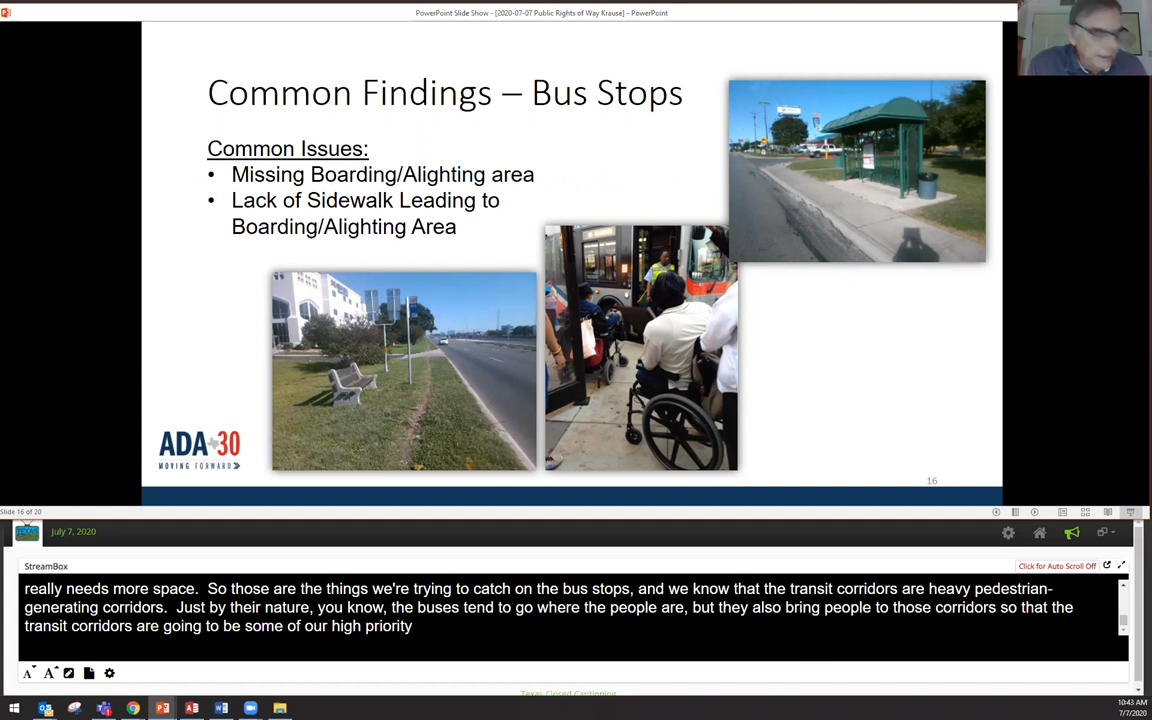 PowerPoint Slide Show - [2020-07-07 Public Rights of Way Krause] - PowerPoint
Common Findings – Bus Stops
Common Issues:
• Missing Boarding/Alighting area
• Lack of Sidewalk Leading to
Boarding/Alighting Area
ADA 30
MOVING FORWARD
16
Slide 16 of 20
July 7, 2020
StreamBox
Click for Auto Scroll Off
really needs more space.  So those are the things we're trying to catch on the bus stops, and we know that the transit corridors are heavy pedestrian-
generating corridors.  Just by their nature, you know, the buses tend to go where the people are, but they also bring people to those corridors so that the
transit corridors are going to be some of our high priority
A A
Texas Closed Captioning
10:43 AM
7/7/2020